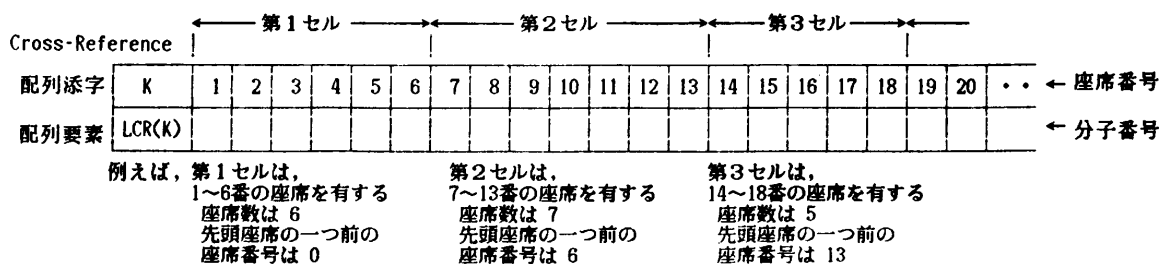 第1セル 第2セル 第3セル
Cross-Reference
配列添字 K 1 2 3 4 5 6 7 8 9 10 11 12 13 14 15 16 17 18 19 20 ・・ ← 座席番号
配列要素 LCR(K) ← 分子番号
例えば，第1セルは， 第2セルは， 第3セルは，
1～6番の座席を有する 7～13番の座席を有する 14～18番の座席を有する
座席数は 6 座席数は 7 座席数は 5
先頭座席の一つ前の 先頭座席の一つ前の 先頭座席の一つ前の
座席番号は 0 座席番号は 6 座席番号は 13